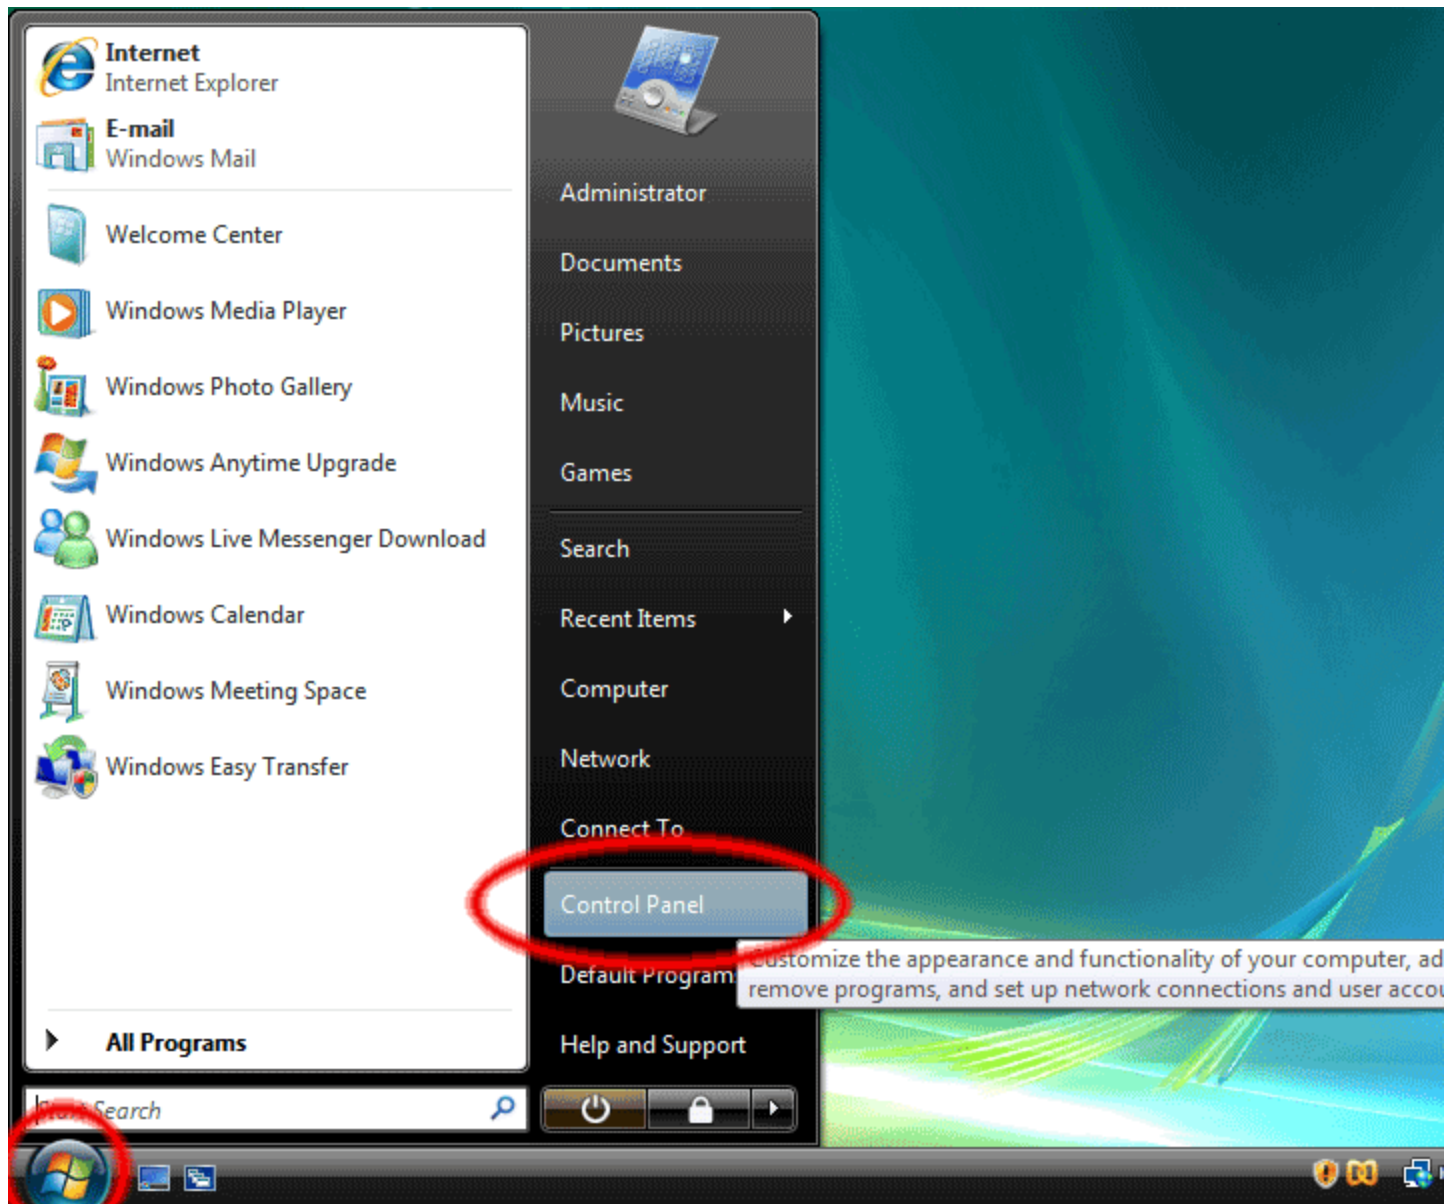 Internet
Internet Explorer
E-mail
Windows Mail
Welcome Center
Windows Media Player
Windows Photo Gallery
Windows Anytime Upgrade
Windows Live Messenger Download
Windows Calendar
Windows Meeting Space
Windows Easy Transfer
All Programs
Start Search
Administrator
Documents
Pictures
Music
Games
Search
Recent Items
Computer
Network
Connect To
Control Panel
Default Program
Help and Support
Customize the appearance and functionality of your computer, ad
remove programs, and set up network connections and user accou